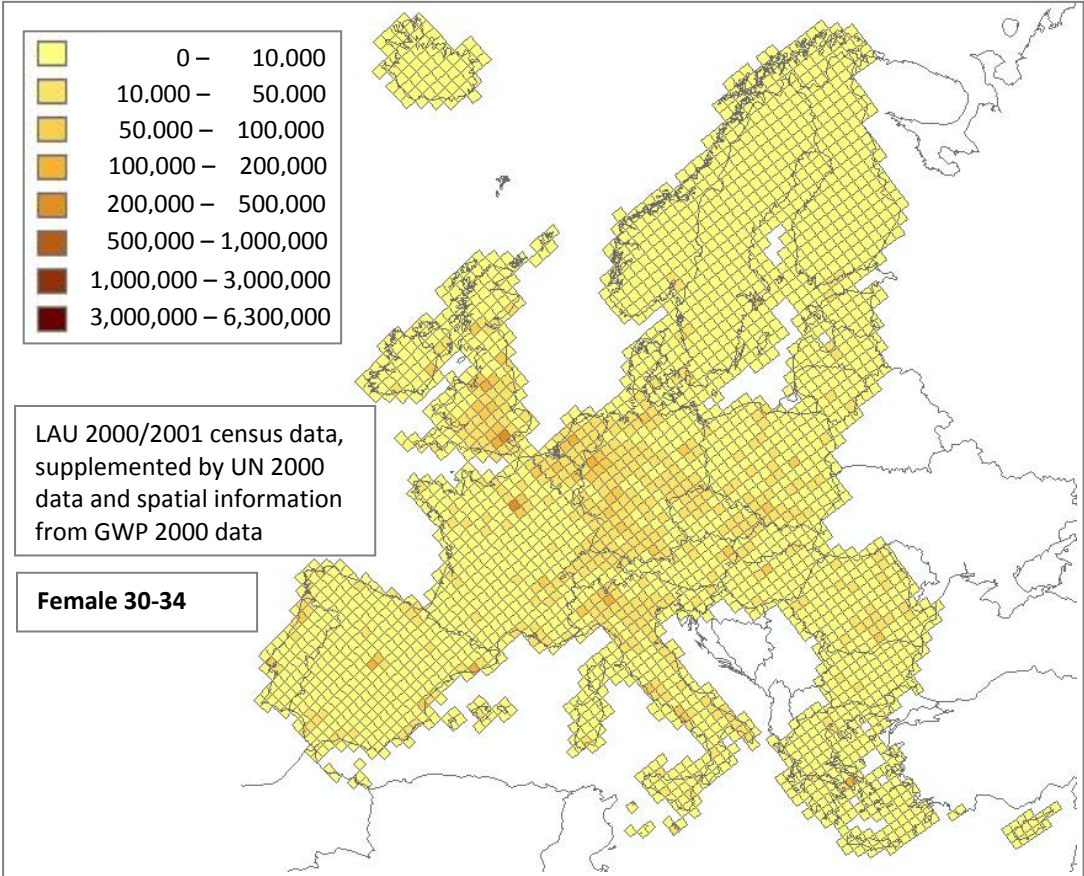 0 – 10,000
10,000 – 50,000
50,000 – 100,000
100,000 – 200,000
200,000 – 500,000
500,000 – 1,000,000
1,000,000 – 3,000,000
3,000,000 – 6,300,000
LAU 2000/2001 census data,
supplemented by UN 2000
data and spatial information
from GWP 2000 data
Female 30-34